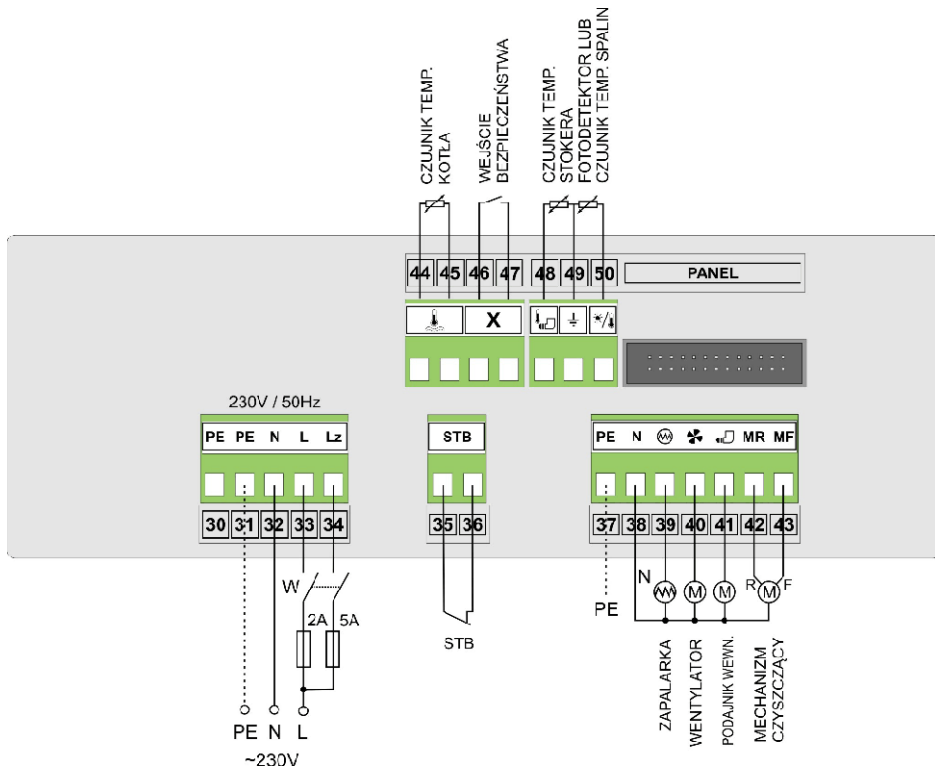 CZUJNIK TEMP.
KOTŁA
WEJŚCIE
BEZPIECZEŃSTWA
CZUJNIK TEMP.
STOKERA
FOTODETEKTOR LUB
CZUJNIK TEMP. SPALIN
44 45 46 47 48 49 50 PANEL
X
230V / 50Hz
PE PE N L Lz
STB
PE N MR MF
30 31 32 33 34
35 36
37 38 39 40 41 42 43
W
2A 5A
STB
PE
N
M
M
R M F
ZAPALARKA
WENTYLATOR
PODAJNIK WEWN.
MECHANIZM
CZYSZCZĄCY
PE N L
~230V